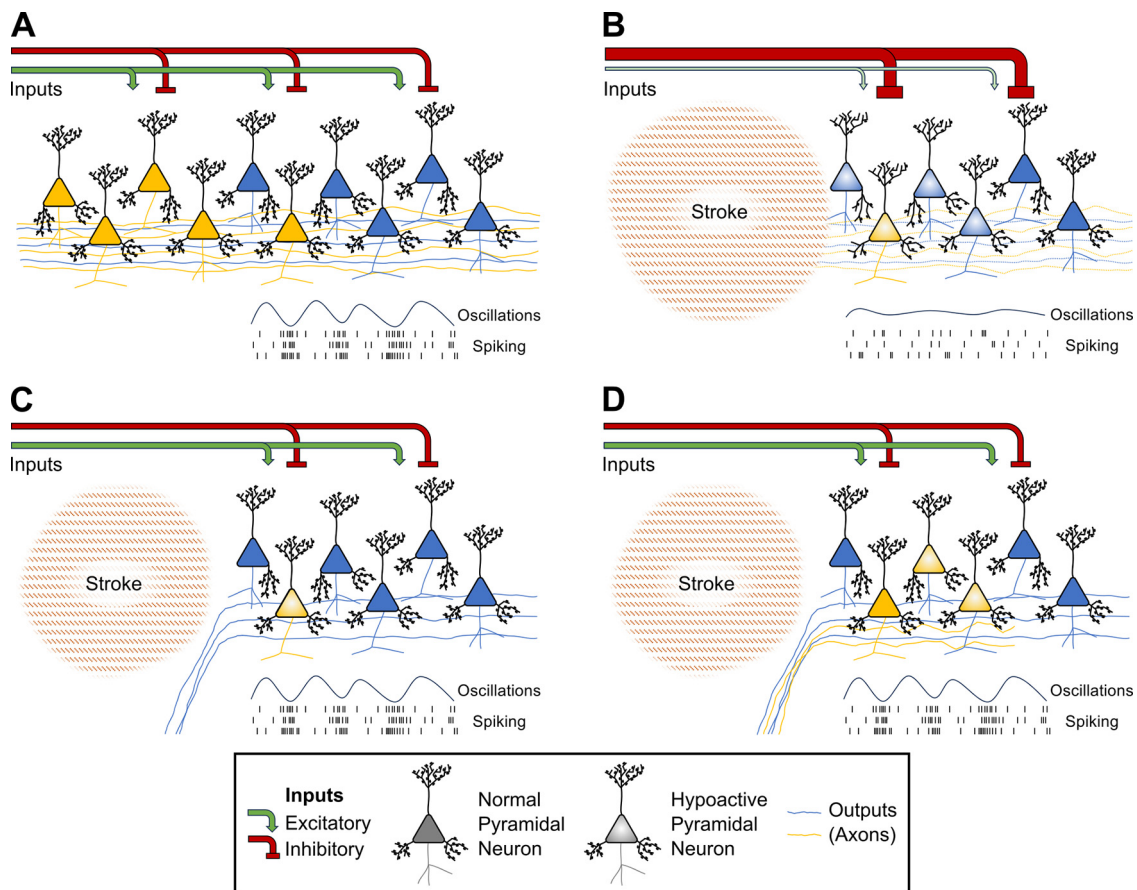 A
Inputs
Oscillations
Spiking
B
Inputs
Stroke
Oscillations
Spiking
C
Inputs
Stroke
Oscillations
Spiking
D
Inputs
Stroke
Oscillations
Spiking
Inputs
Excitatory
Inhibitory
Normal
Pyramidal
Neuron
Hypoactive
Pyramidal
Neuron
Outputs
(Axons)